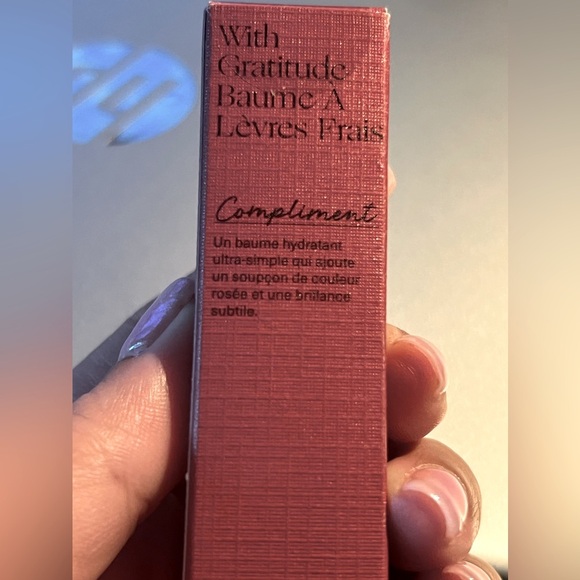 With
Gratitude
Baume À
Lèvres Frais
Compliment
Un baume hydratant
ultra-simple qui ajoute
un soupçon de couleur
rosée et une brillance
subtile.